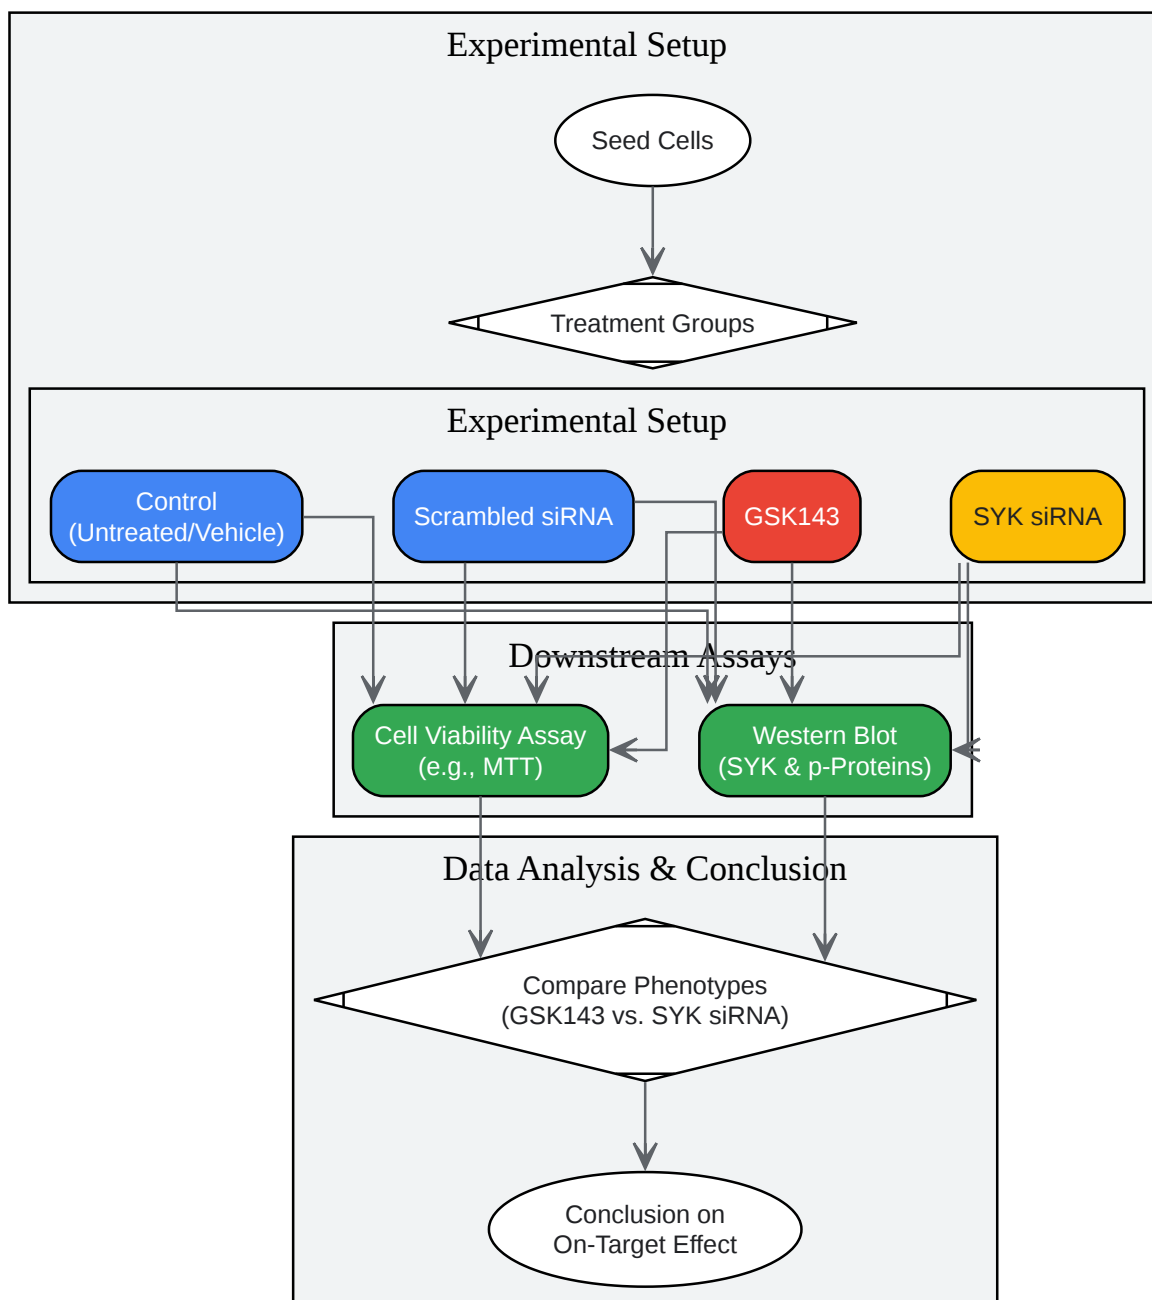 Experimental Setup
Seed Cells
Treatment Groups
Experimental Setup
Control
(Untreated/Vehicle)
Scrambled siRNA
GSK143
SYK siRNA
Downstream Assays
Cell Viability Assay
(e.g., MTT)
Western Blot
(SYK & p-Proteins)
Data Analysis & Conclusion
Compare Phenotypes
(GSK143 vs. SYK siRNA)
Conclusion on
On-Target Effect